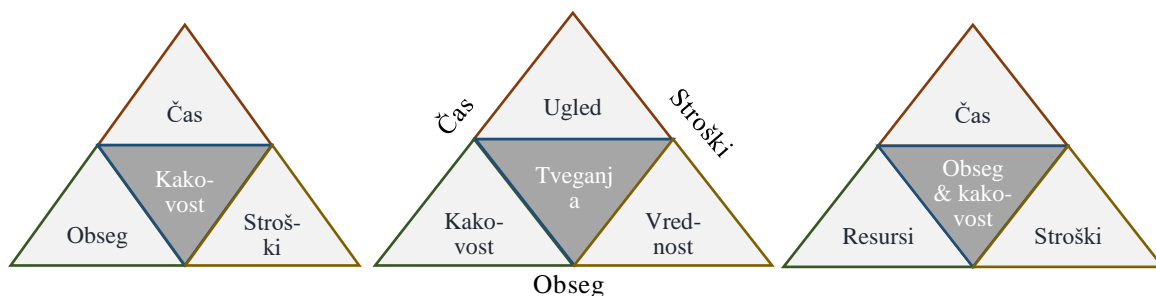 Čas
Kako-
vost
Obseg
Stroš-
ki
Čas
Ugled
Stroški
Tveganj
a
Kako-
vost
Vred-
nost
Obseg
Čas
Obseg
& kako-
vost
Resursi
Stroški